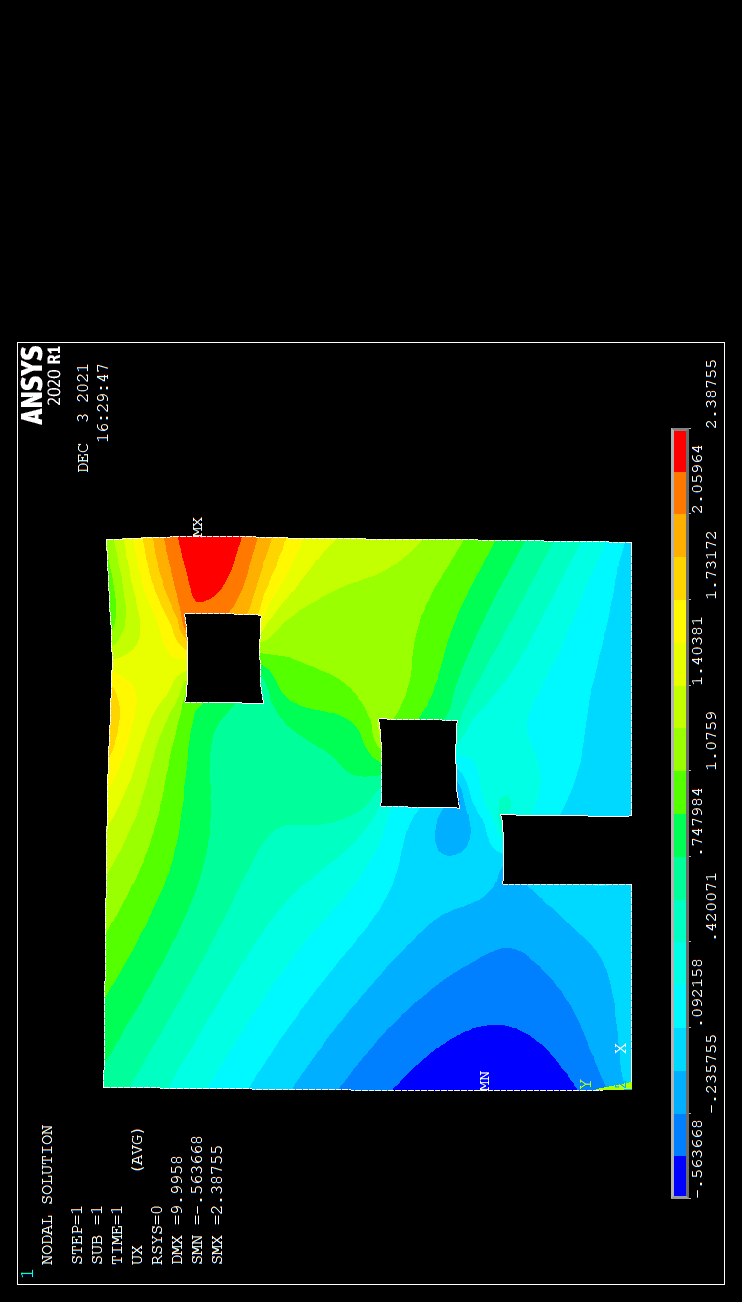 1
NODAL SOLUTION
STEP=1
SUB =1
TIME=1
UX (AVG)
RSYS=0
DMX =9.9958
SMN =-.563668
SMX =2.38755
ANSYS
2020 R1
DEC 3 2021
16:29:47
MX
MN
Y
X
-.563668
-.235755
.092158
.420071
.747984
1.0759
1.40381
1.73172
2.05964
2.38755